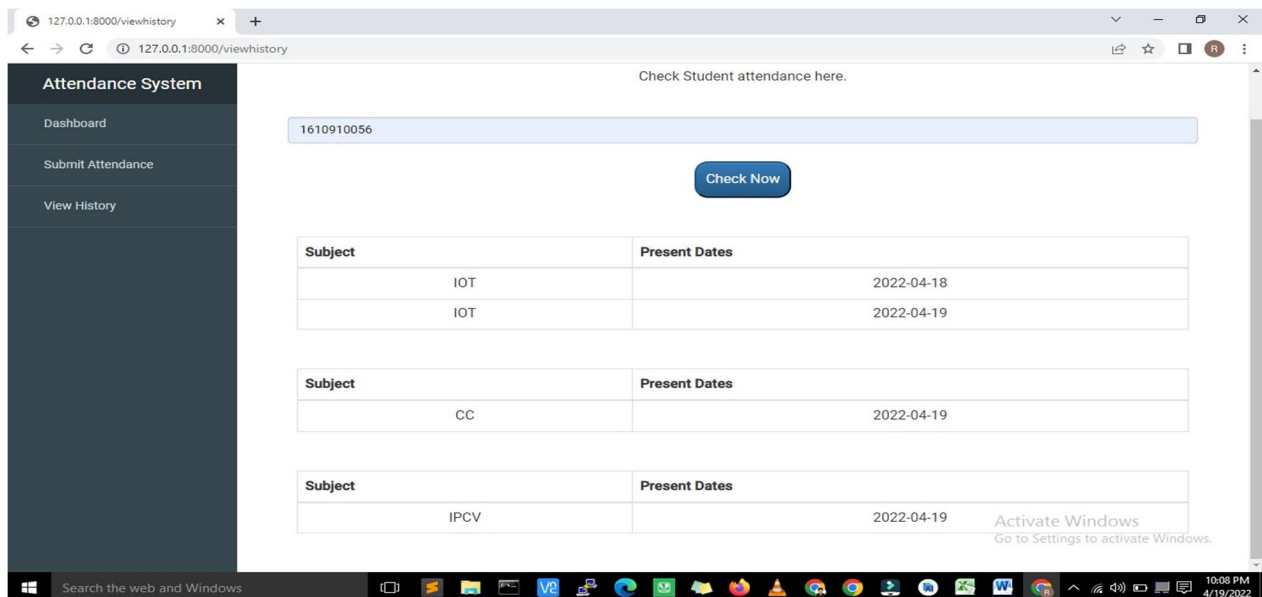 127.0.0.1:8000/viewhistory
127.0.0.1:8000/viewhistory
R
Attendance System
Dashboard
Submit Attendance
View History
Check Student attendance here.
1610910056
Check Now
Subject Present Dates
IOT 2022-04-18
IOT 2022-04-19
Subject Present Dates
CC 2022-04-19
Subject Present Dates
IPCV 2022-04-19
Activate Windows
Go to Settings to activate Windows.
Search the web and Windows
10:08 PM
4/19/2022